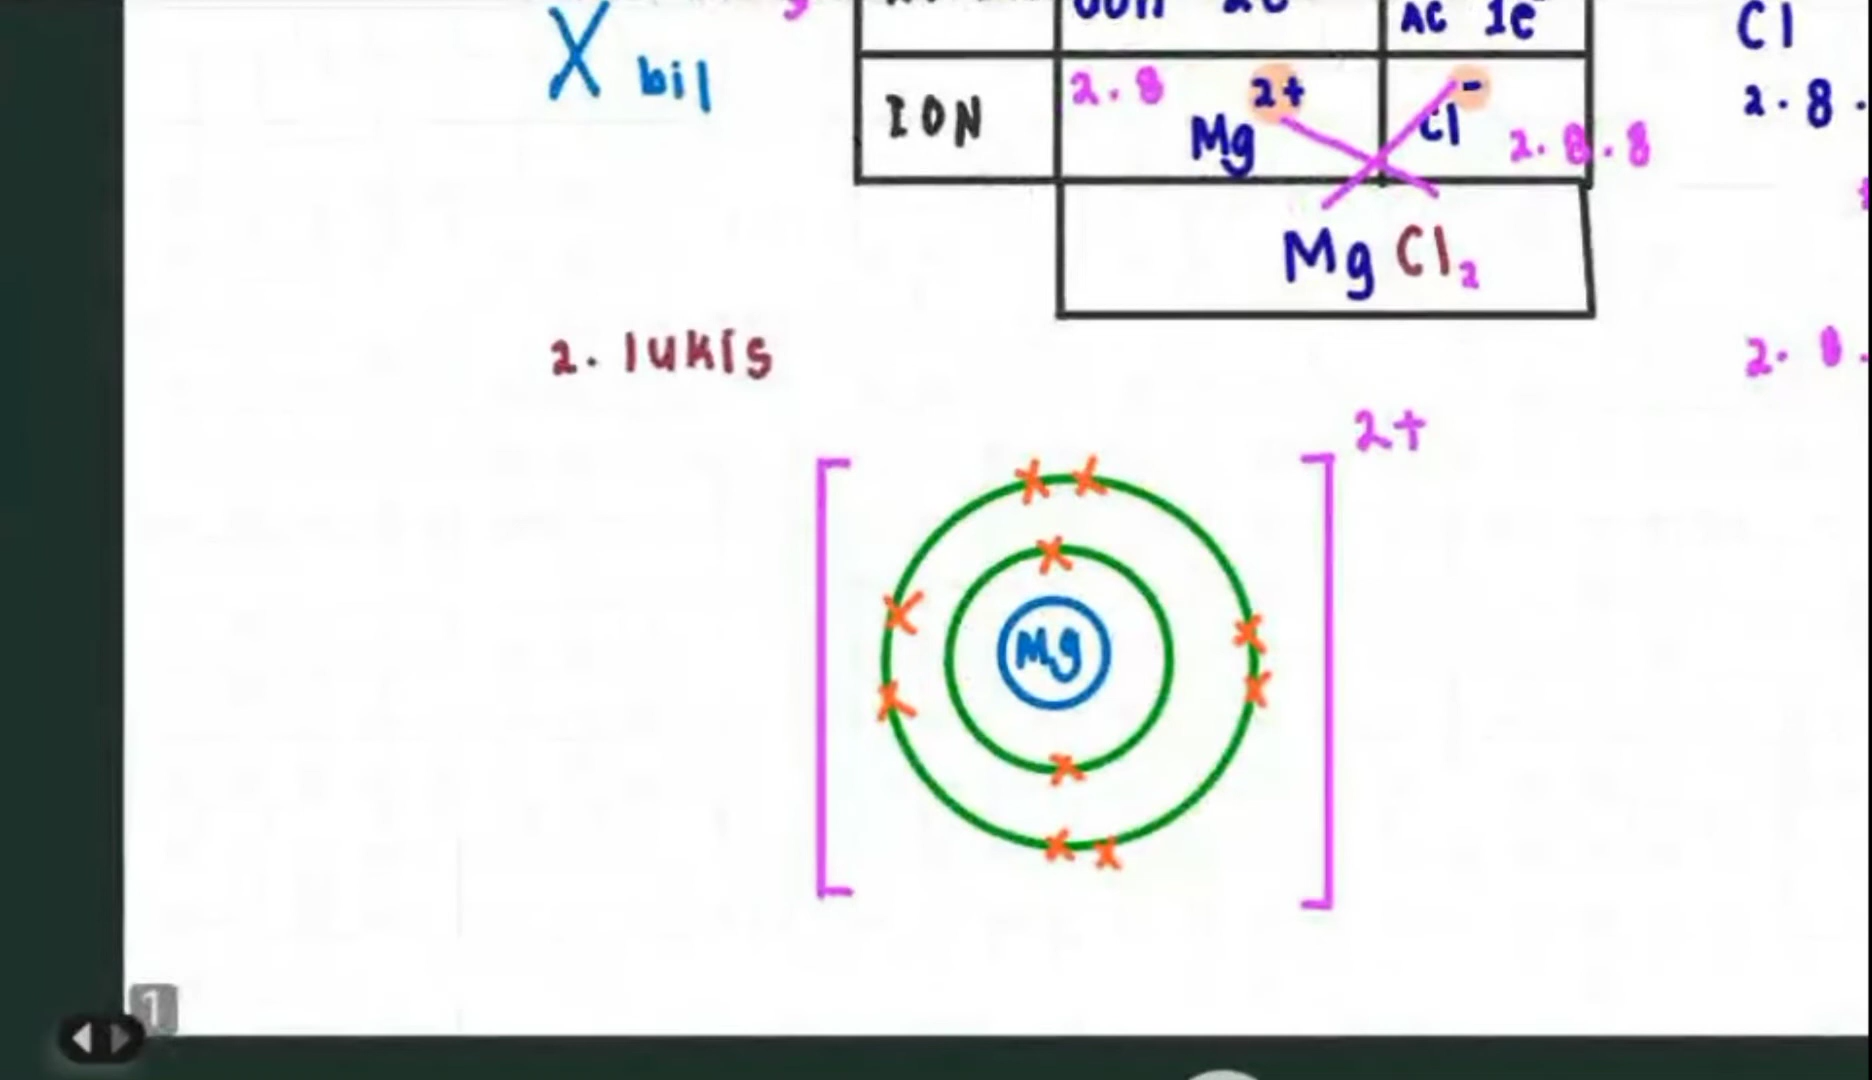 AC 1e
Cl
X bil
ION
2.8
Mg 2+
Cl -
2.8.8
2.8.
MgCl2
2. lukis
2.8.
2+
Mg
1